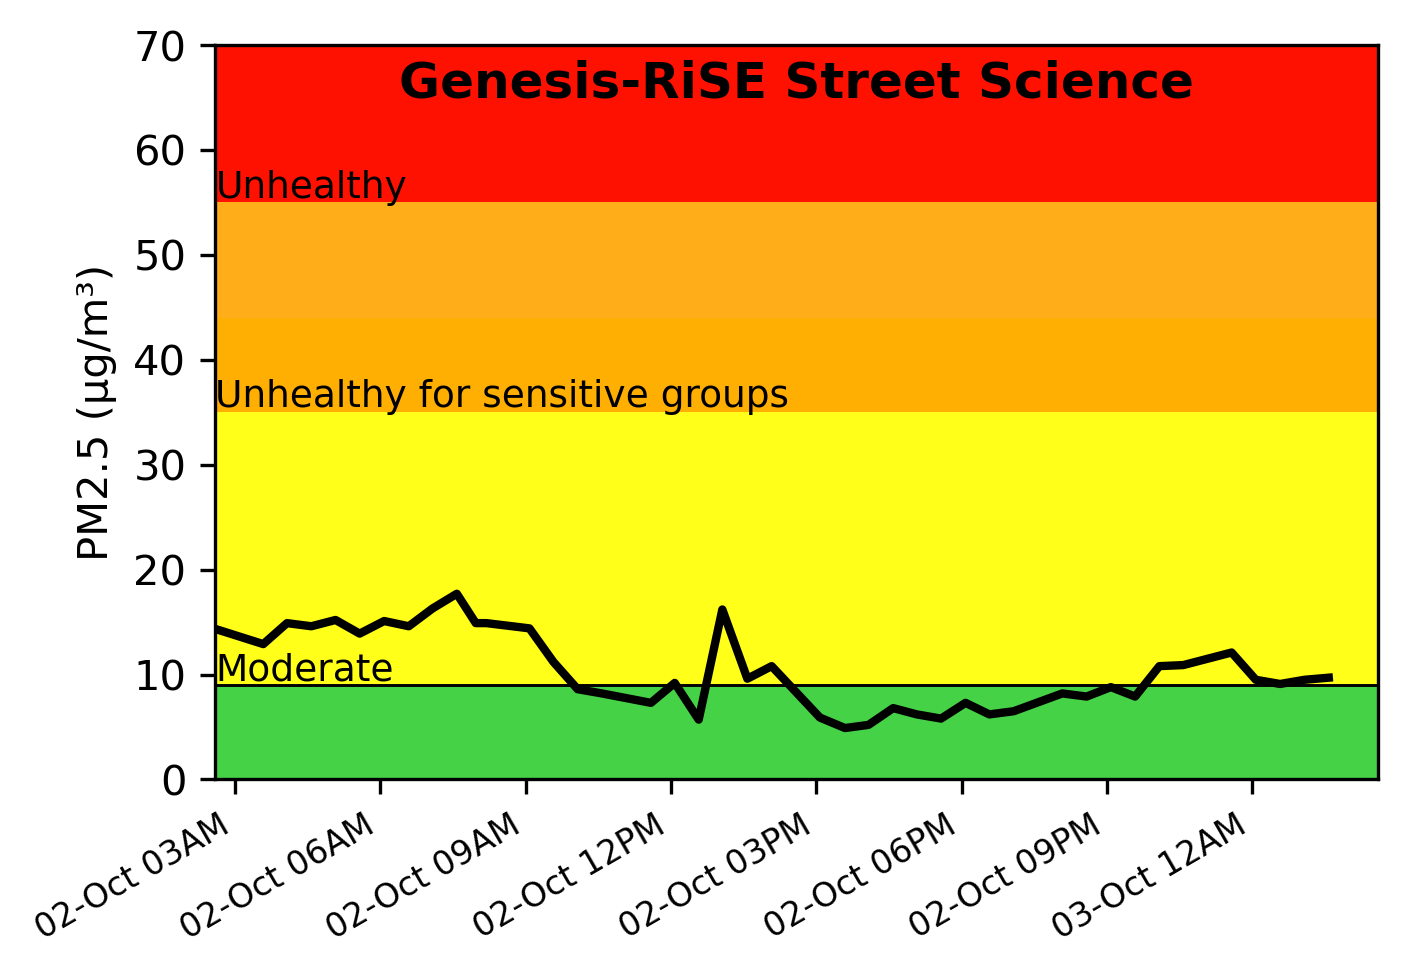 Genesis-RiSE Street Science
70
60
Unhealthy
50
40
Unhealthy for sensitive groups
30
20
Moderate
10
0
PM2.5 (µg/m³)
02-Oct 03AM
02-Oct 06AM
02-Oct 09AM
02-Oct 12PM
02-Oct 03PM
02-Oct 06PM
02-Oct 09PM
03-Oct 12AM